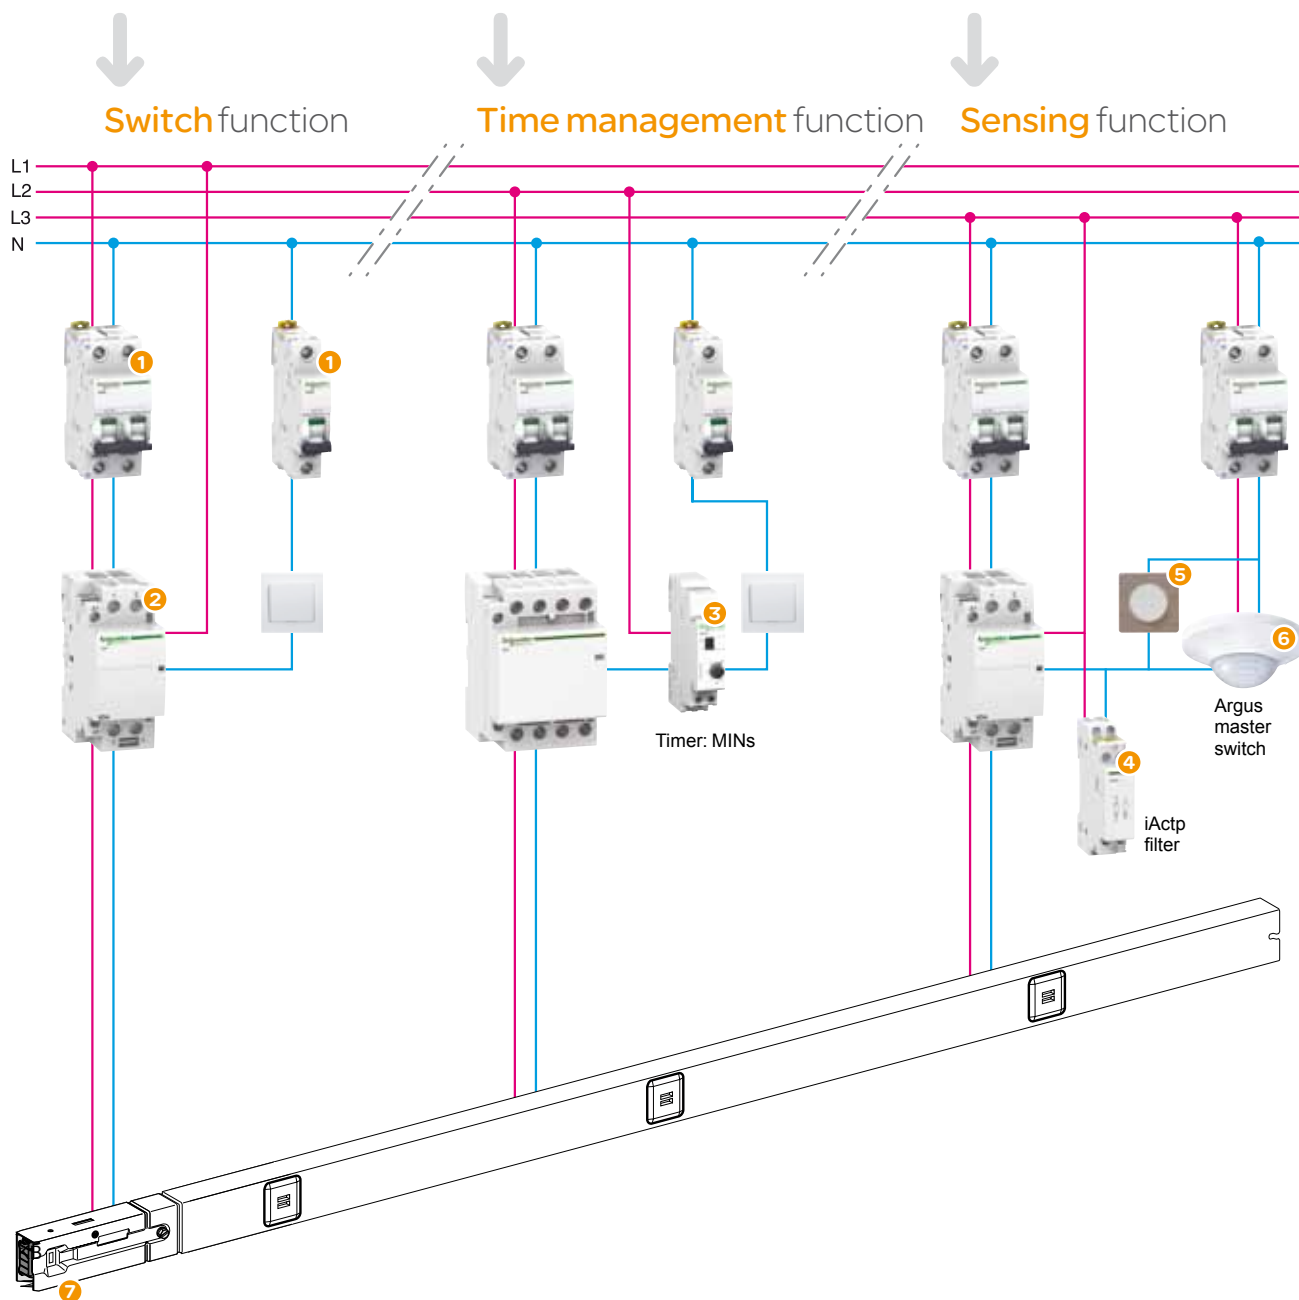 Switch function
Time management function
Sensing function
L1
L2
L3
N
1
1
2
3
5
6
Argus
master
switch
Timer: MINs
4
iActp
filter
7